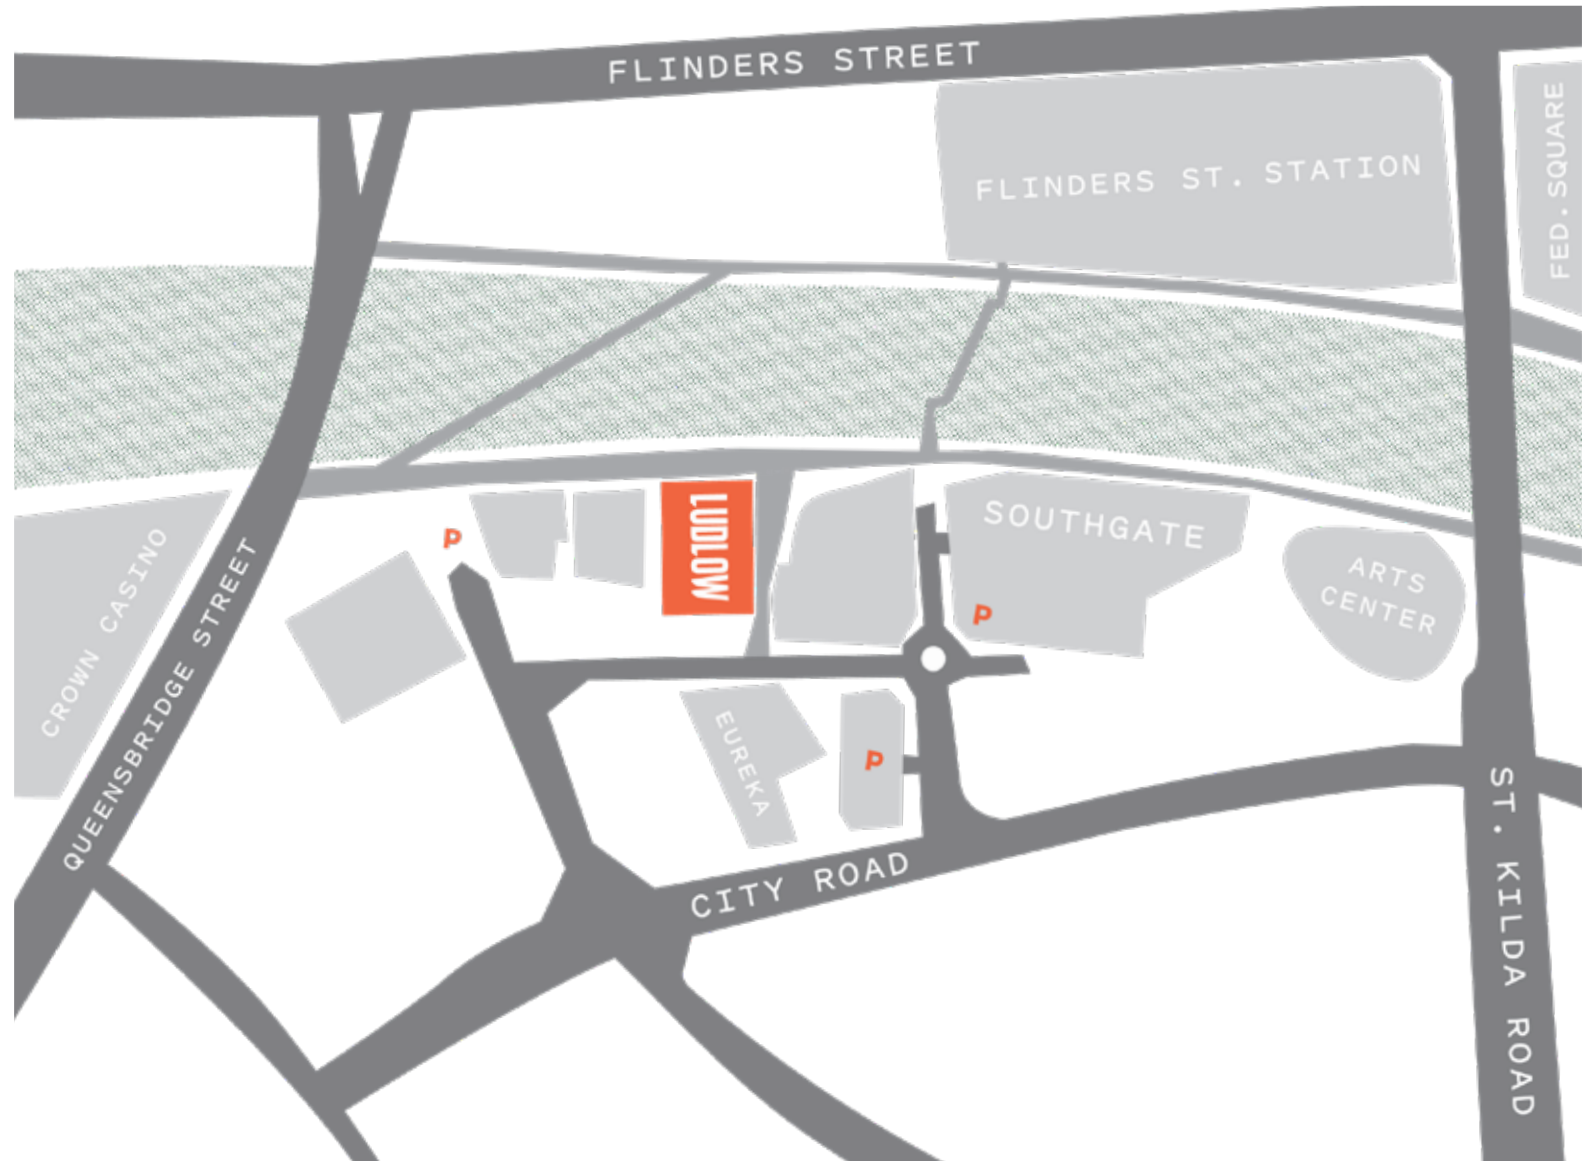 FLINDERS STREET
FLINDERS ST. STATION
FED. SQUARE
LUDLOW
SOUTHGATE
P
P
ARTS
CENTER
CROWN CASINO
QUEENSBRIDGE STREET
EUREKA
P
CITY ROAD
ST. KILDA ROAD